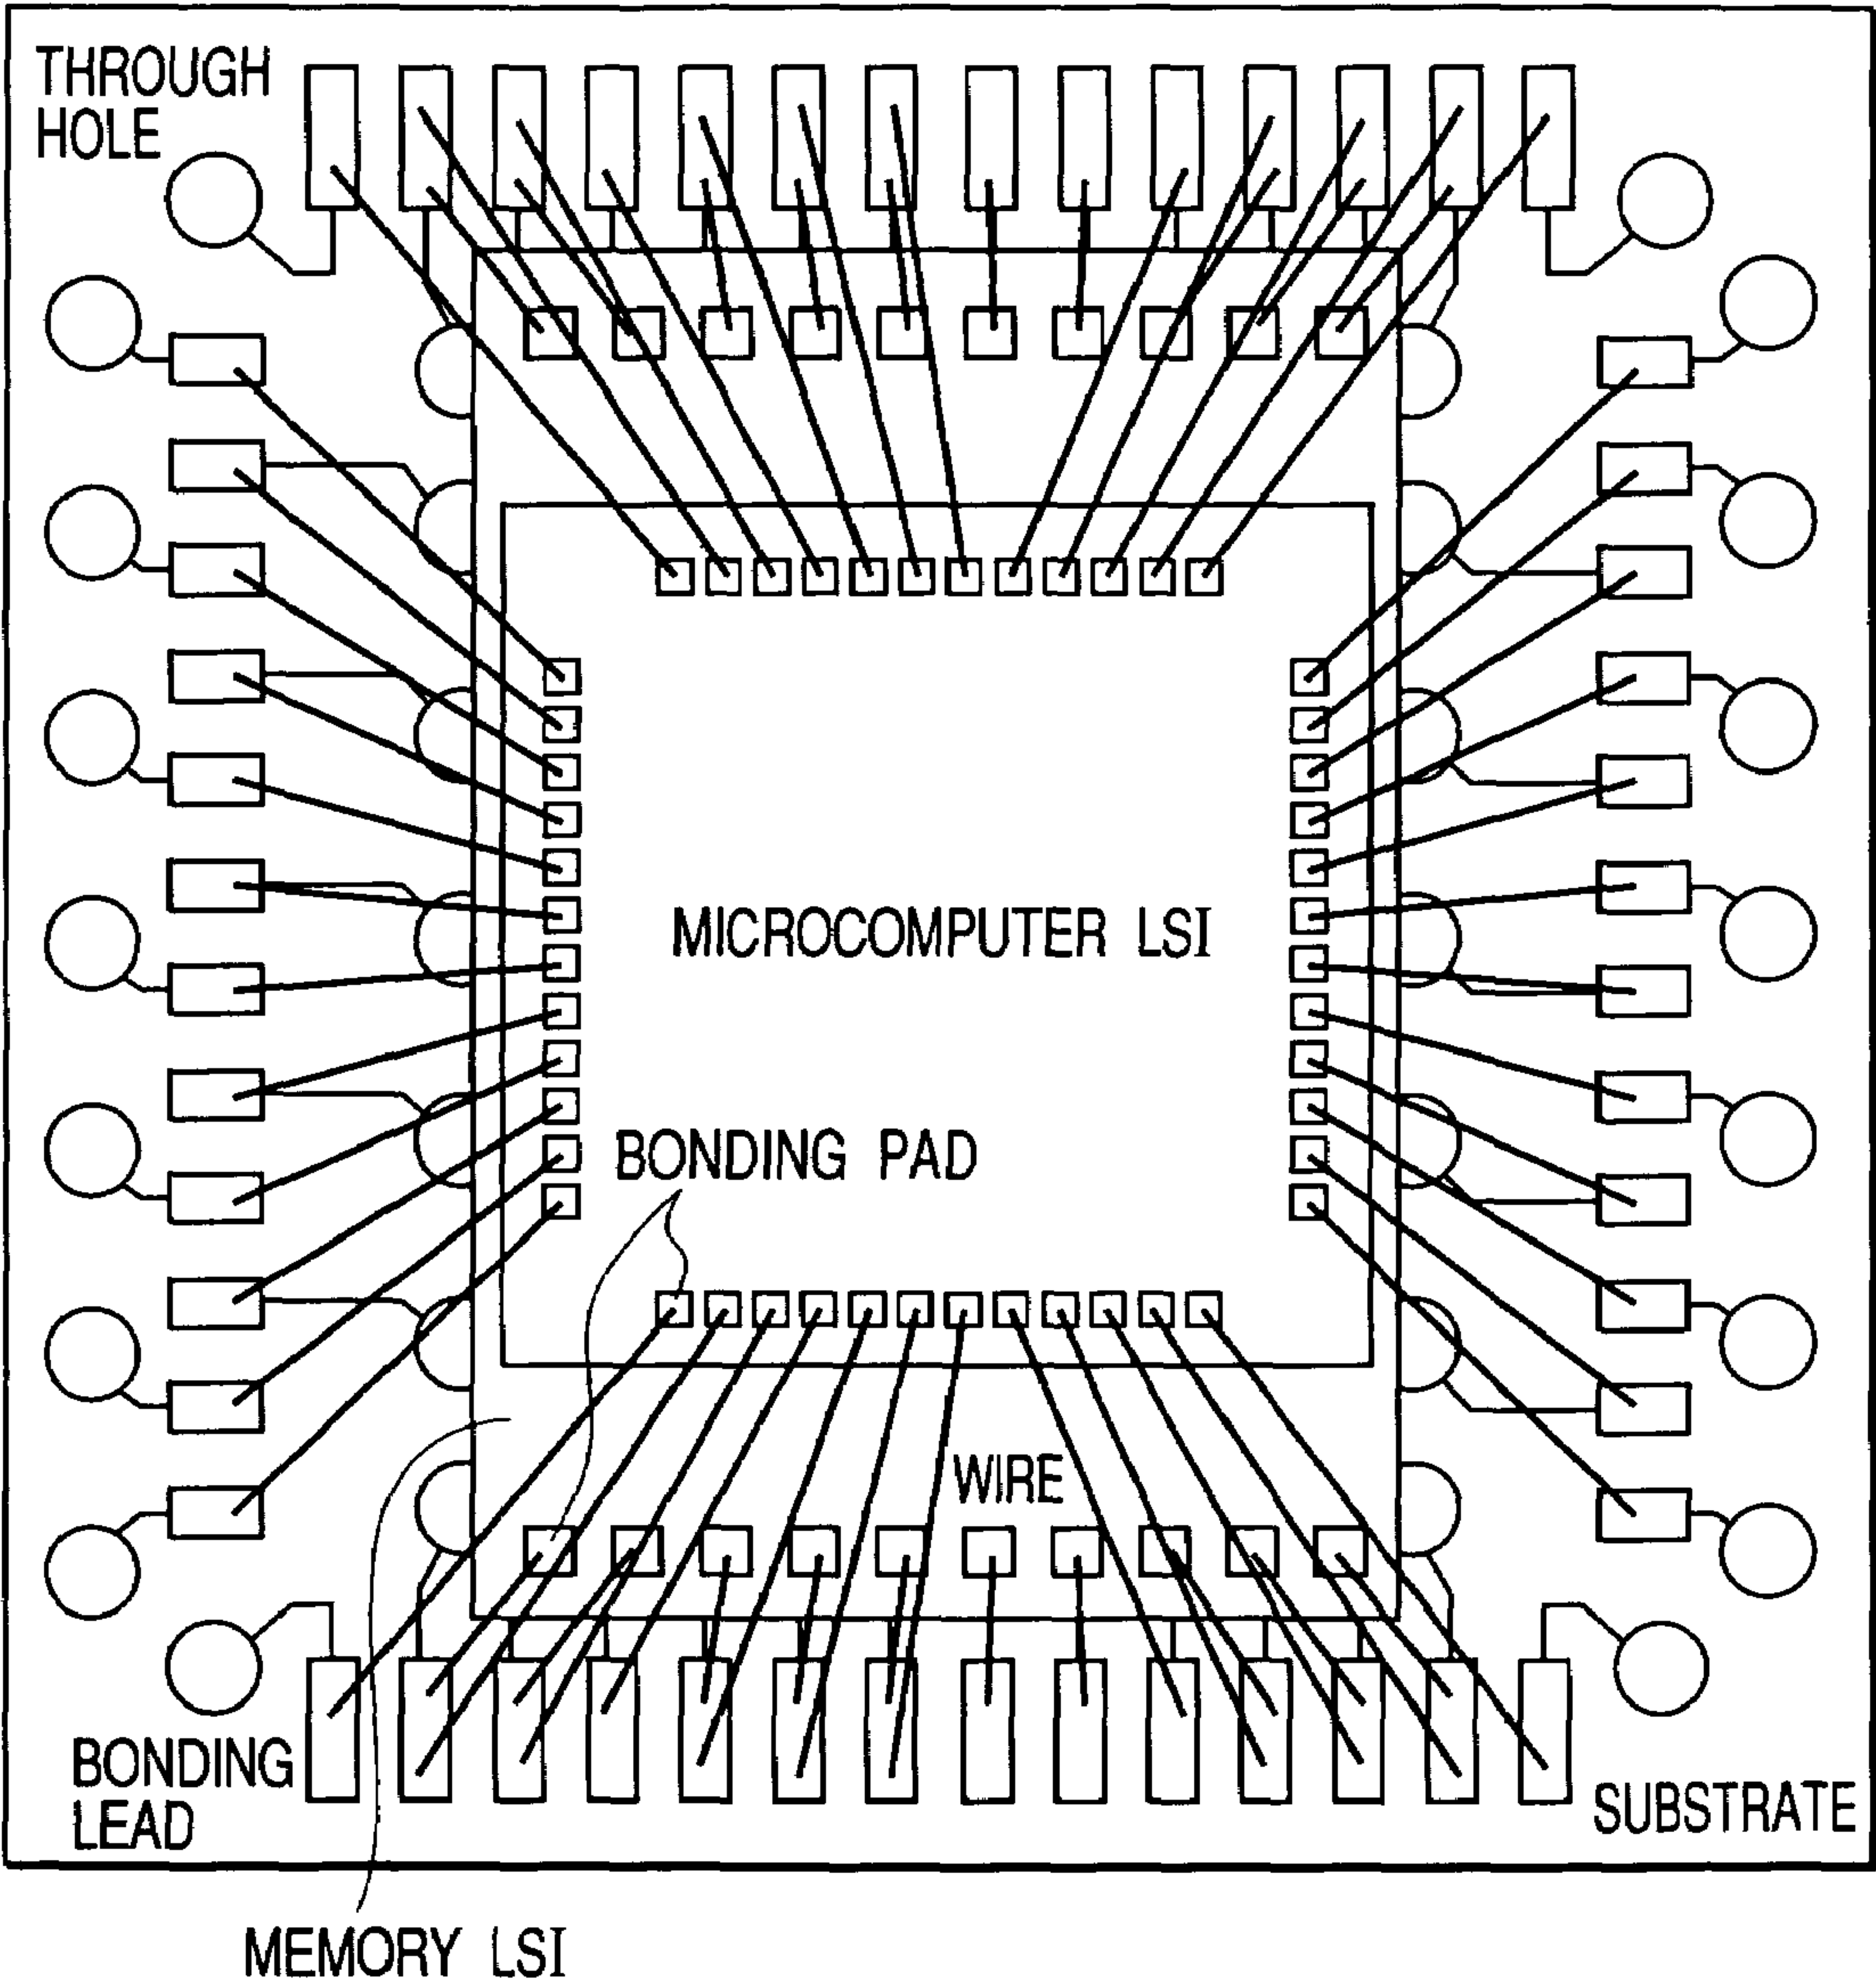 THROUGH
HOLE
MICROCOMPUTER LSI
BONDING PAD
WIRE
BONDING
LEAD
SUBSTRATE
MEMORY LSI